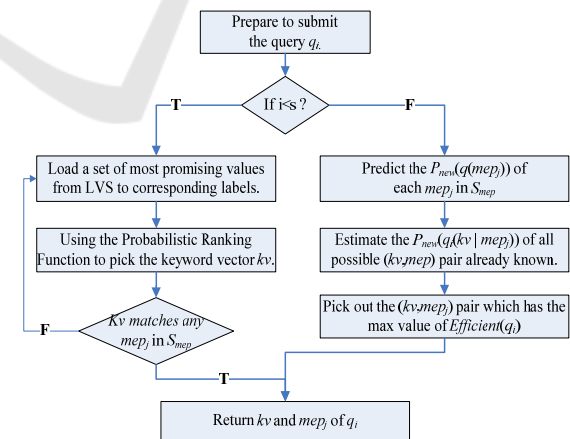 Prepare to submit
the query qi.
If i<s ?
T
F
Load a set of most promising values
from LVS to corresponding labels.
Predict the Pnew(q(mepj)) of
each mepj in Smep
Using the Probabilistic Ranking
Function to pick the keyword vector kv.
Estimate the Pnew(qi(kv | mepj)) of all
possible (kv,mep) pair already known.
Kv matches any
mepj in Smep
Pick out the (kv,mepj) pair which has the
max value of Efficient(qi)
F
T
Return kv and mepj of qi